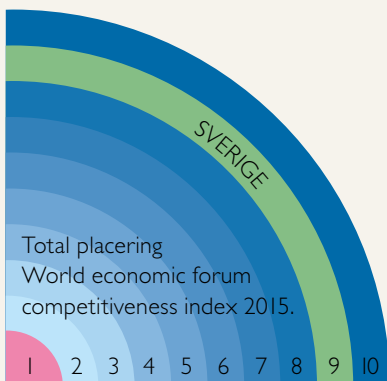 SVERIGE
Total placering
World economic forum
competitiveness index 2015.
1 2 3 4 5 6 7 8 9 10